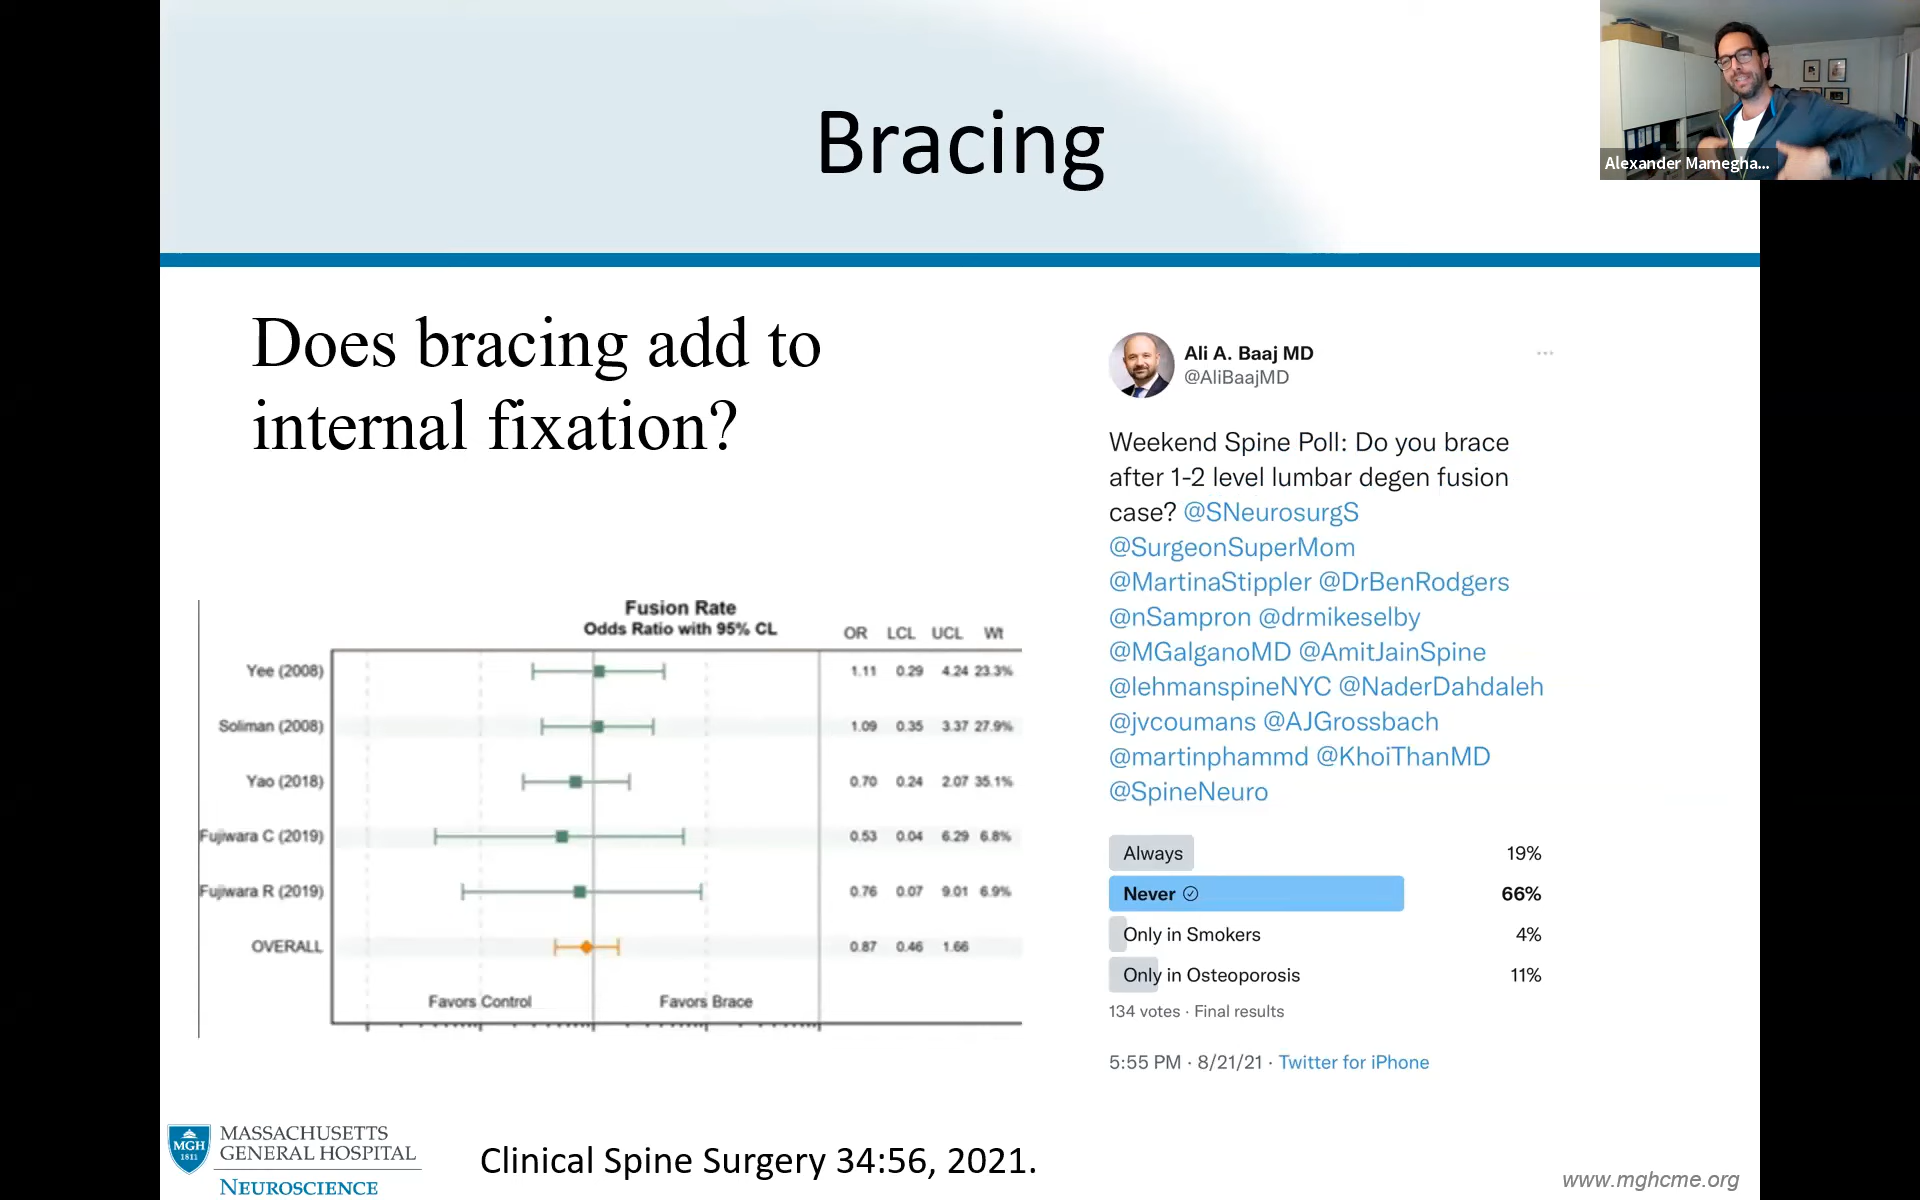 Bracing
Alexander Mamegha...
Does bracing add to
internal fixation?
Ali A. Baaj MD
@AliBaajMD
Weekend Spine Poll: Do you brace
after 1-2 level lumbar degen fusion
case? @SNeurosurgS
@SurgeonSuperMom
@MartinaStippler @DrBenRodgers
@nSampron @drmikeselby
@MGalganoMD @AmitJainSpine
@lehmanspineNYC @NaderDahdaleh
@jvcoumans @AJGrossbach
@martinphammd @KhoiThanMD
@SpineNeuro
Always 19%
Never 66%
Only in Smokers 4%
Only in Osteoporosis 11%
134 votes · Final results
5:55 PM · 8/21/21 · Twitter for iPhone
Fusion Rate
Odds Ratio with 95% CL OR LCL UCL Wt
Yee (2008) 1.11 0.29 4.24 23.3%
Soliman (2008) 1.09 0.35 3.37 27.9%
Yao (2018) 0.70 0.24 2.07 35.1%
Fujiwara C (2019) 0.53 0.04 6.29 6.8%
Fujiwara R (2019) 0.76 0.07 9.01 6.9%
OVERALL 0.87 0.46 1.66
Favors Control Favors Brace
MGH
1811
MASSACHUSETTS
GENERAL HOSPITAL
NEUROSCIENCE
Clinical Spine Surgery 34:56, 2021.
www.mghcme.org